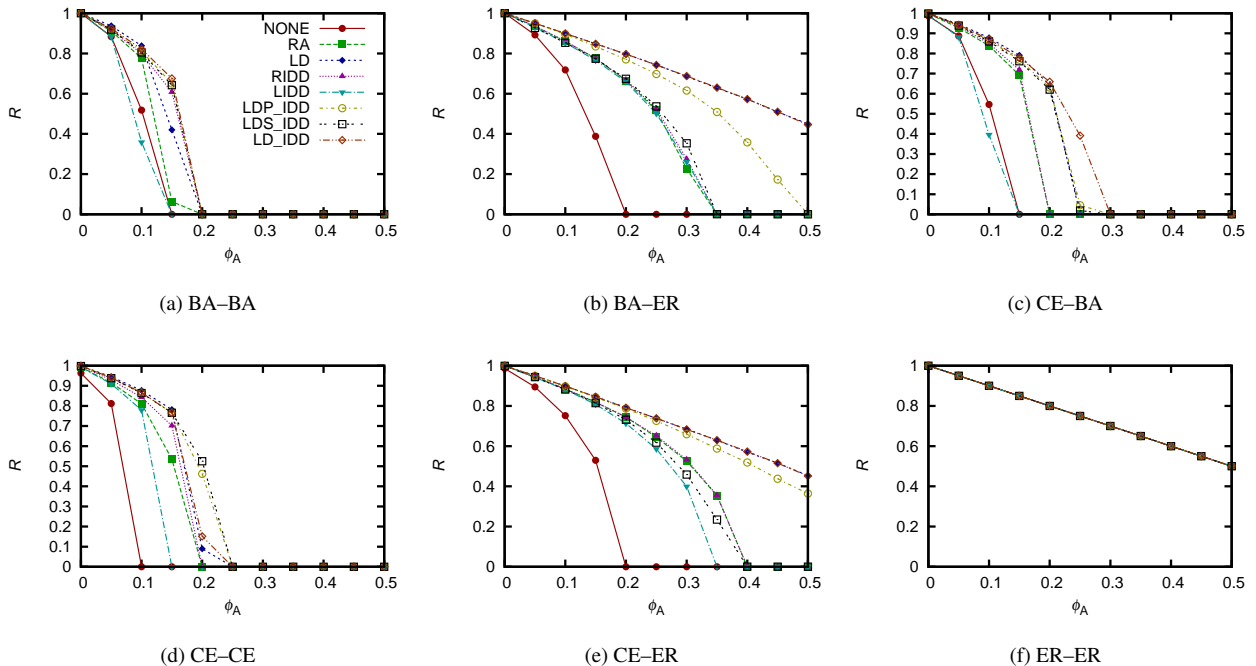 NONE
RA
LD
RIDD
LIDD
LDP_IDD
LDS_IDD
LD_IDD
R
1
0.8
0.6
0.4
0.2
0
0 0.1 0.2 0.3 0.4 0.5
ϕA
(a) BA–BA
R
1
0.8
0.6
0.4
0.2
0
0 0.1 0.2 0.3 0.4 0.5
ϕA
(b) BA–ER
R
1
0.9
0.8
0.7
0.6
0.5
0.4
0.3
0.2
0.1
0
0 0.1 0.2 0.3 0.4 0.5
ϕA
(c) CE–BA
R
1
0.9
0.8
0.7
0.6
0.5
0.4
0.3
0.2
0.1
0
0 0.1 0.2 0.3 0.4 0.5
ϕA
(d) CE–CE
R
1
0.8
0.6
0.4
0.2
0
0 0.1 0.2 0.3 0.4 0.5
ϕA
(e) CE–ER
R
1
0.8
0.6
0.4
0.2
0
0 0.1 0.2 0.3 0.4 0.5
ϕA
(f) ER–ER